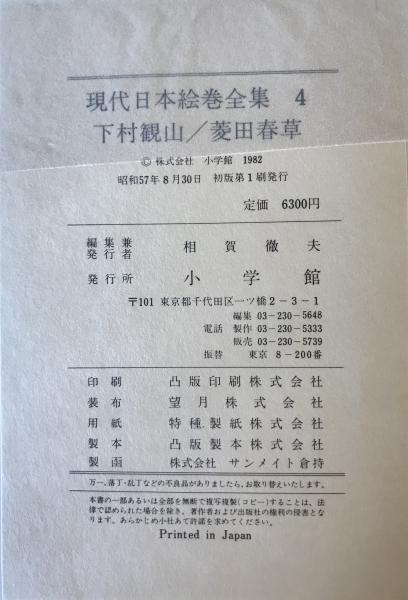 現代日本絵巻全集 4
下村観山／菱田春草
© 株式会社 小学館 1982
昭和57年8月30日 初版第1刷発行
定価 6300円
編集兼発行者 相賀徹夫
発行所 小学館
〒101 東京都千代田区一ツ橋2-3-1
編集 03-230-5648
電話 製作 03-230-5333
販売 03-230-5739
振替 東京 8-200番
印刷 凸版印刷株式会社
装布 望月株式会社
用紙 特種製紙株式会社
製本 凸版製本株式会社
製函 株式会社 サンメイト倉持
万一、落丁・乱丁などの不良品がありましたら、お取り替えいたします。
本書の一部あるいは全部を無断で複写複製(コピー)することは、法
律で認められた場合を除き、著作者および出版社の権利の侵害とな
ります。あらかじめ小社あて許諾を求めてください。
Printed in Japan